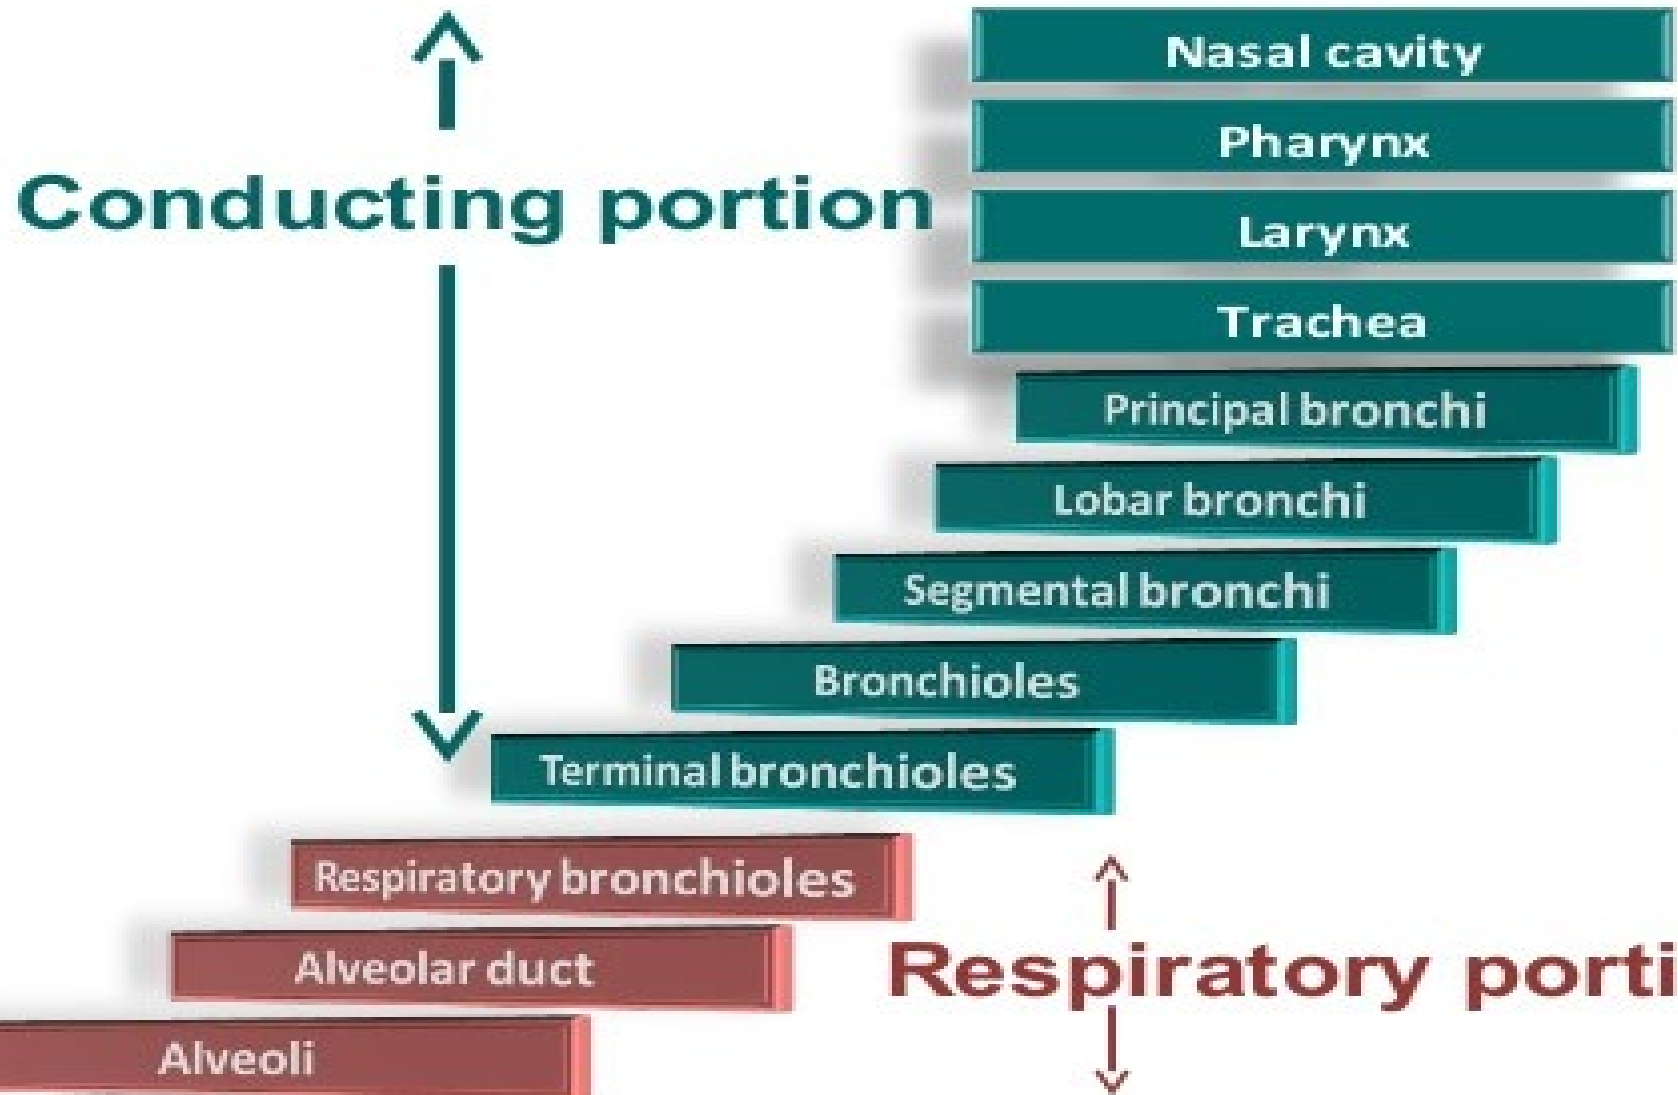 Nasal cavity
Pharynx
Conducting portion
Larynx
Trachea
Principal bronchi
Lobar bronchi
Segmental bronchi
Bronchioles
Terminal bronchioles
Respiratory bronchioles
Alveolar duct
Respiratory porti
Alveoli